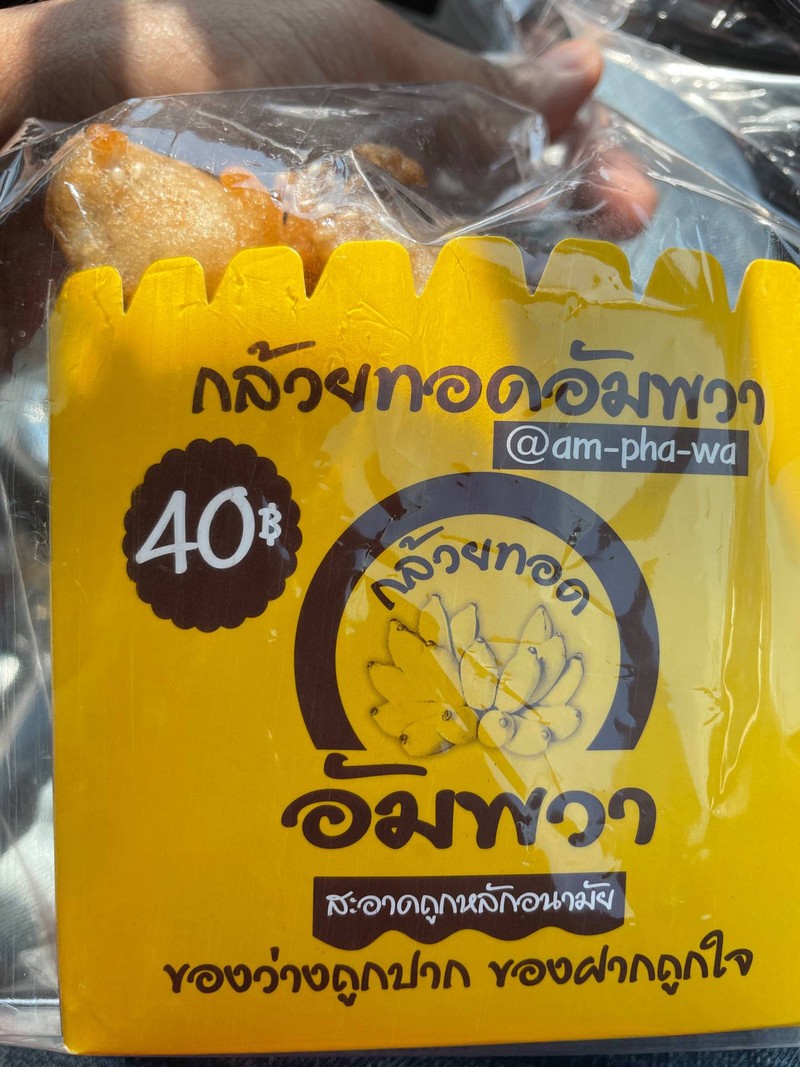 กล้วยทอดอัมพวา
@am-pha-wa
40฿
กล้วยทอด
อัมพวา
สะอาดถูกหลักอนามัย
ของว่างถูกปาก ของฝากถูกใจ